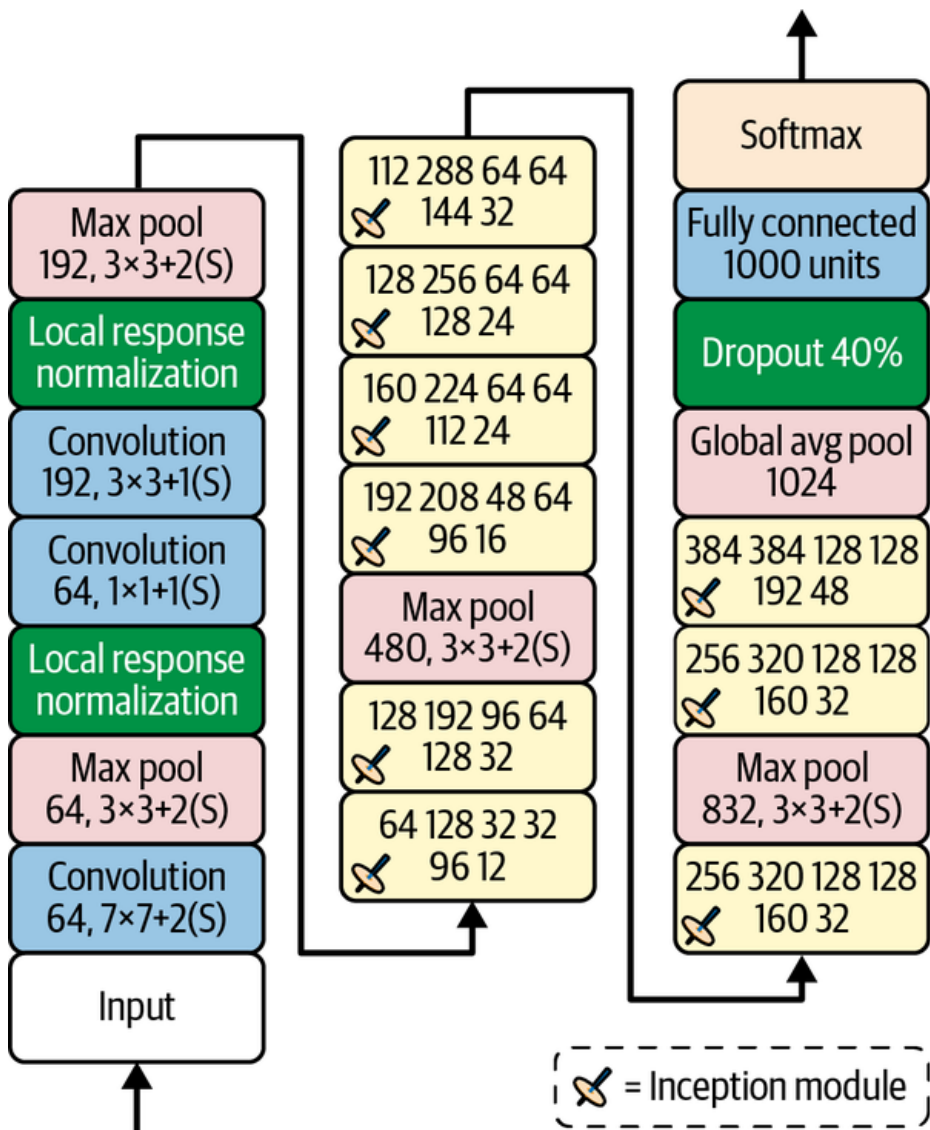 Max pool
192, 3×3+2(S)
Local response
normalization
Convolution
192, 3×3+1(S)
Convolution
64, 1×1+1(S)
Local response
normalization
Max pool
64, 3×3+2(S)
Convolution
64, 7×7+2(S)
Input
112 288 64 64
144 32
128 256 64 64
128 24
160 224 64 64
112 24
192 208 48 64
96 16
Max pool
480, 3×3+2(S)
128 192 96 64
128 32
64 128 32 32
96 12
Softmax
Fully connected
1000 units
Dropout 40%
Global avg pool
1024
384 384 128 128
192 48
256 320 128 128
160 32
Max pool
832, 3×3+2(S)
256 320 128 128
160 32
= Inception module